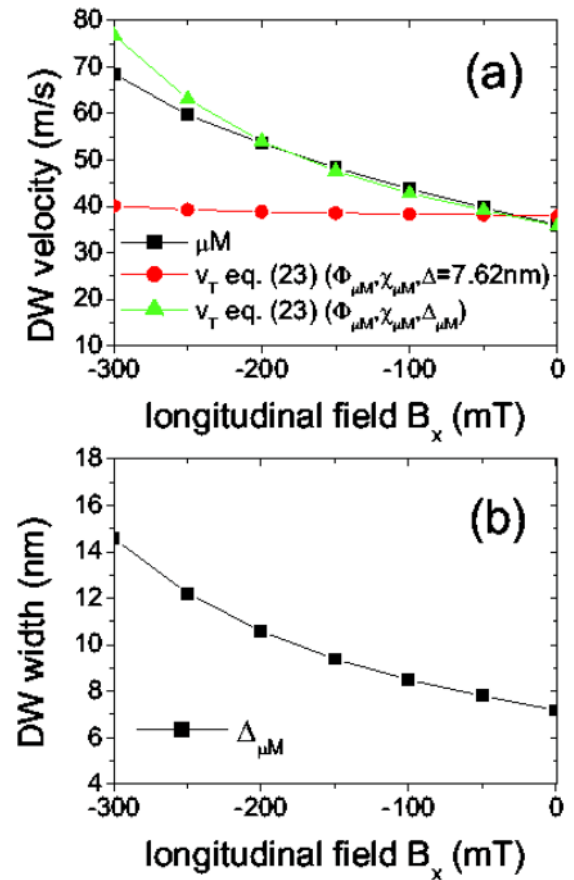 (a)
DW velocity (m/s)
80
70
60
50
40
30
20
10
μM
v_T eq. (23) (Φ_μM,χ_μM,Δ=7.62nm)
v_T eq. (23) (Φ_μM,χ_μM,Δ_μM)
-300 -200 -100 0
longitudinal field B_x (mT)
(b)
DW width (nm)
18
16
14
12
10
8
6
4
Δ_μM
-300 -200 -100 0
longitudinal field B_x (mT)